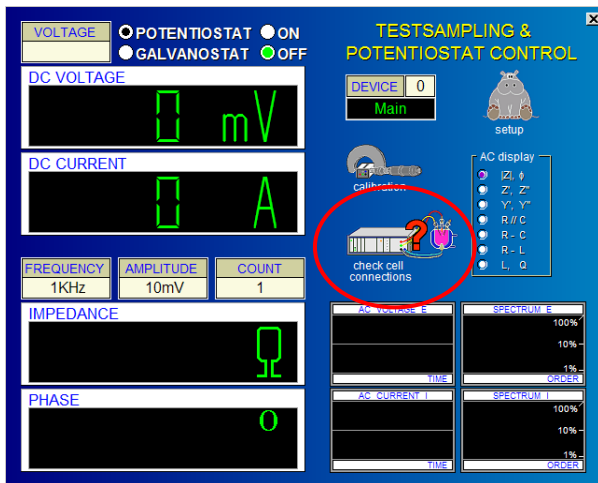 VOLTAGE
POTENTIOSTAT ON
GALVANOSTAT OFF
TESTSAMPLING &
POTENTIOSTAT CONTROL
DC VOLTAGE
0 mV
DEVICE 0
Main
setup
DC CURRENT
0 A
calibration
AC display
|Z|, ϕ
Z', Z"
Y', Y"
R // C
R - C
R - L
L, Q
?
check cell
connections
FREQUENCY AMPLITUDE COUNT
1KHz 10mV 1
IMPEDANCE
Ω
PHASE
o
AC VOLTAGE E
TIME
SPECTRUM E
100%
10%
1%
ORDER
AC CURRENT I
TIME
SPECTRUM I
100%
10%
1%
ORDER